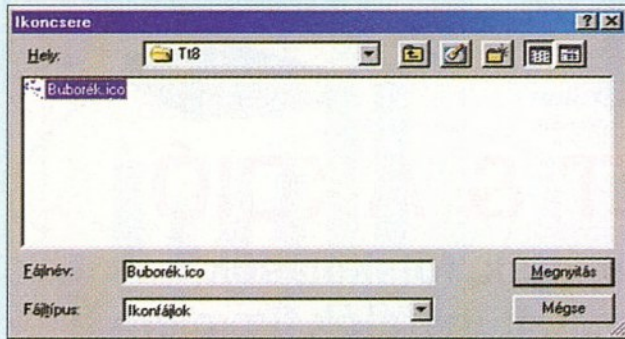 Ikoncsere
Hely: Tt8
Buborék.ico
Fájlnév: Buborék.ico Megnyitás
Fájltípus: Ikonfájlok Mégse